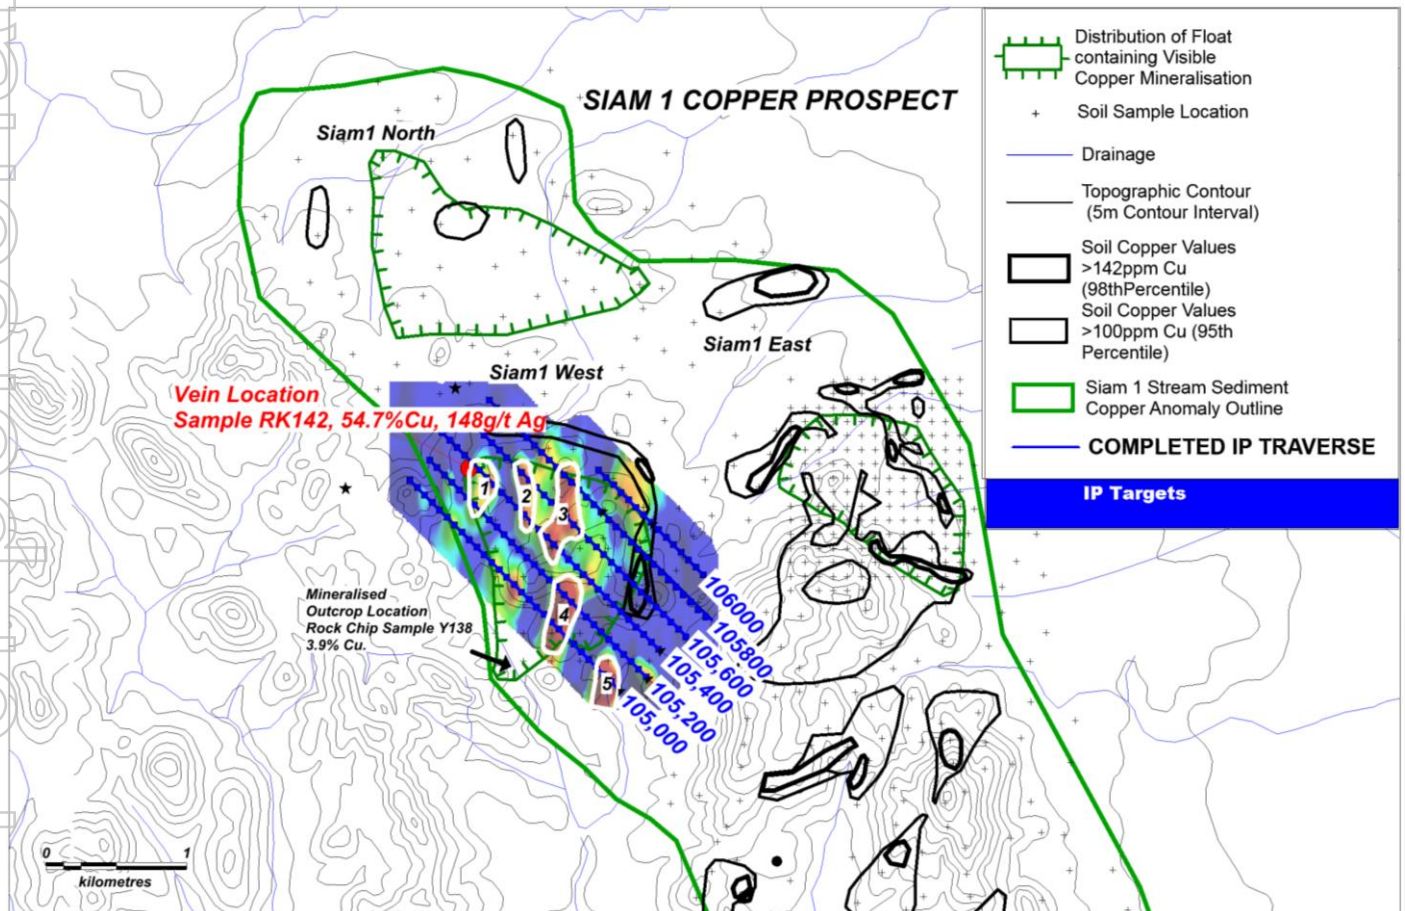 SIAM 1 COPPER PROSPECT
Siam1 North
Siam1 East
Siam1 West
Vein Location
Sample RK142, 54.7%Cu, 148g/t Ag
1
2
3
4
5
Mineralised
Outcrop Location
Rock Chip Sample Y138
3.9% Cu.
106000
105800
105,600
105,400
105,200
105,000
0 1
kilometres
Distribution of Float
containing Visible
Copper Mineralisation
Soil Sample Location
Drainage
Topographic Contour
(5m Contour Interval)
Soil Copper Values
>142ppm Cu
(98thPercentile)
Soil Copper Values
>100ppm Cu (95th
Percentile)
Siam 1 Stream Sediment
Copper Anomaly Outline
COMPLETED IP TRAVERSE
IP Targets